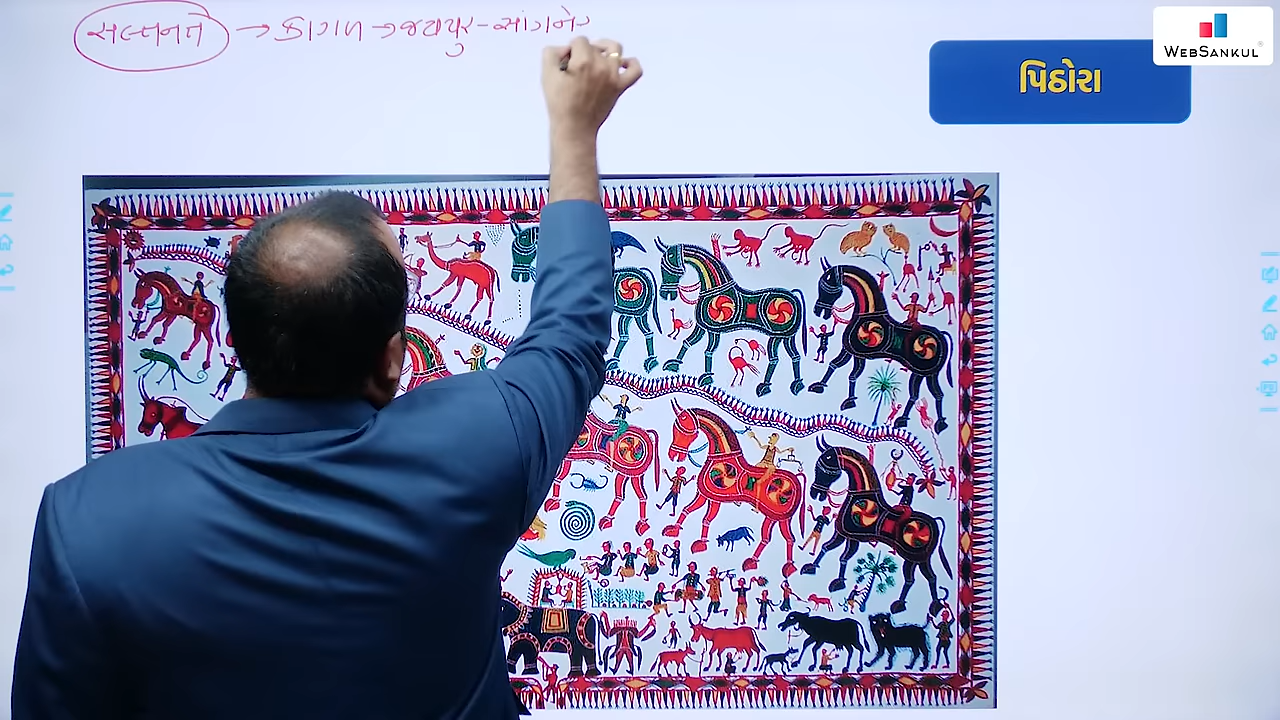 સલ્તનતે → કાગળ → જયપુર - સાંગાનેર
WEBSANKUL
પિઠોરા